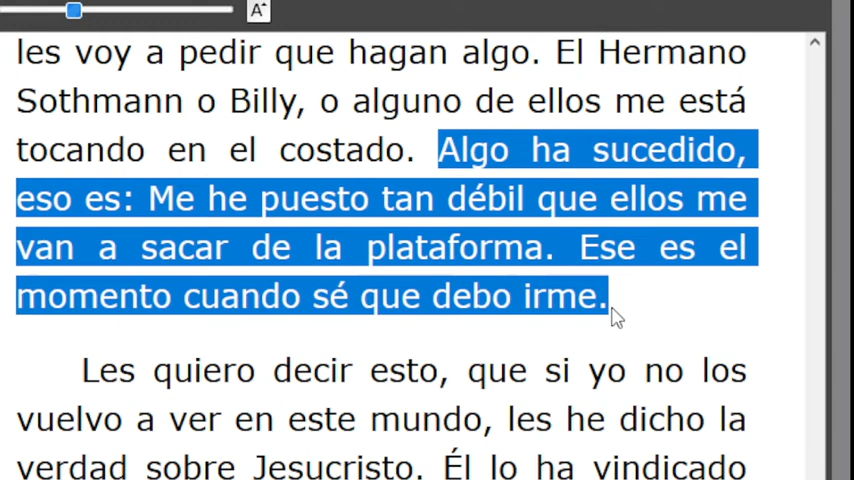 A
les voy a pedir que hagan algo. El Hermano
Sothmann o Billy, o alguno de ellos me está
tocando en el costado. Algo ha sucedido,
eso es: Me he puesto tan débil que ellos me
van a sacar de la plataforma. Ese es el
momento cuando sé que debo irme.
Les quiero decir esto, que si yo no los
vuelvo a ver en este mundo, les he dicho la
verdad sobre Jesucristo. Él lo ha vindicado